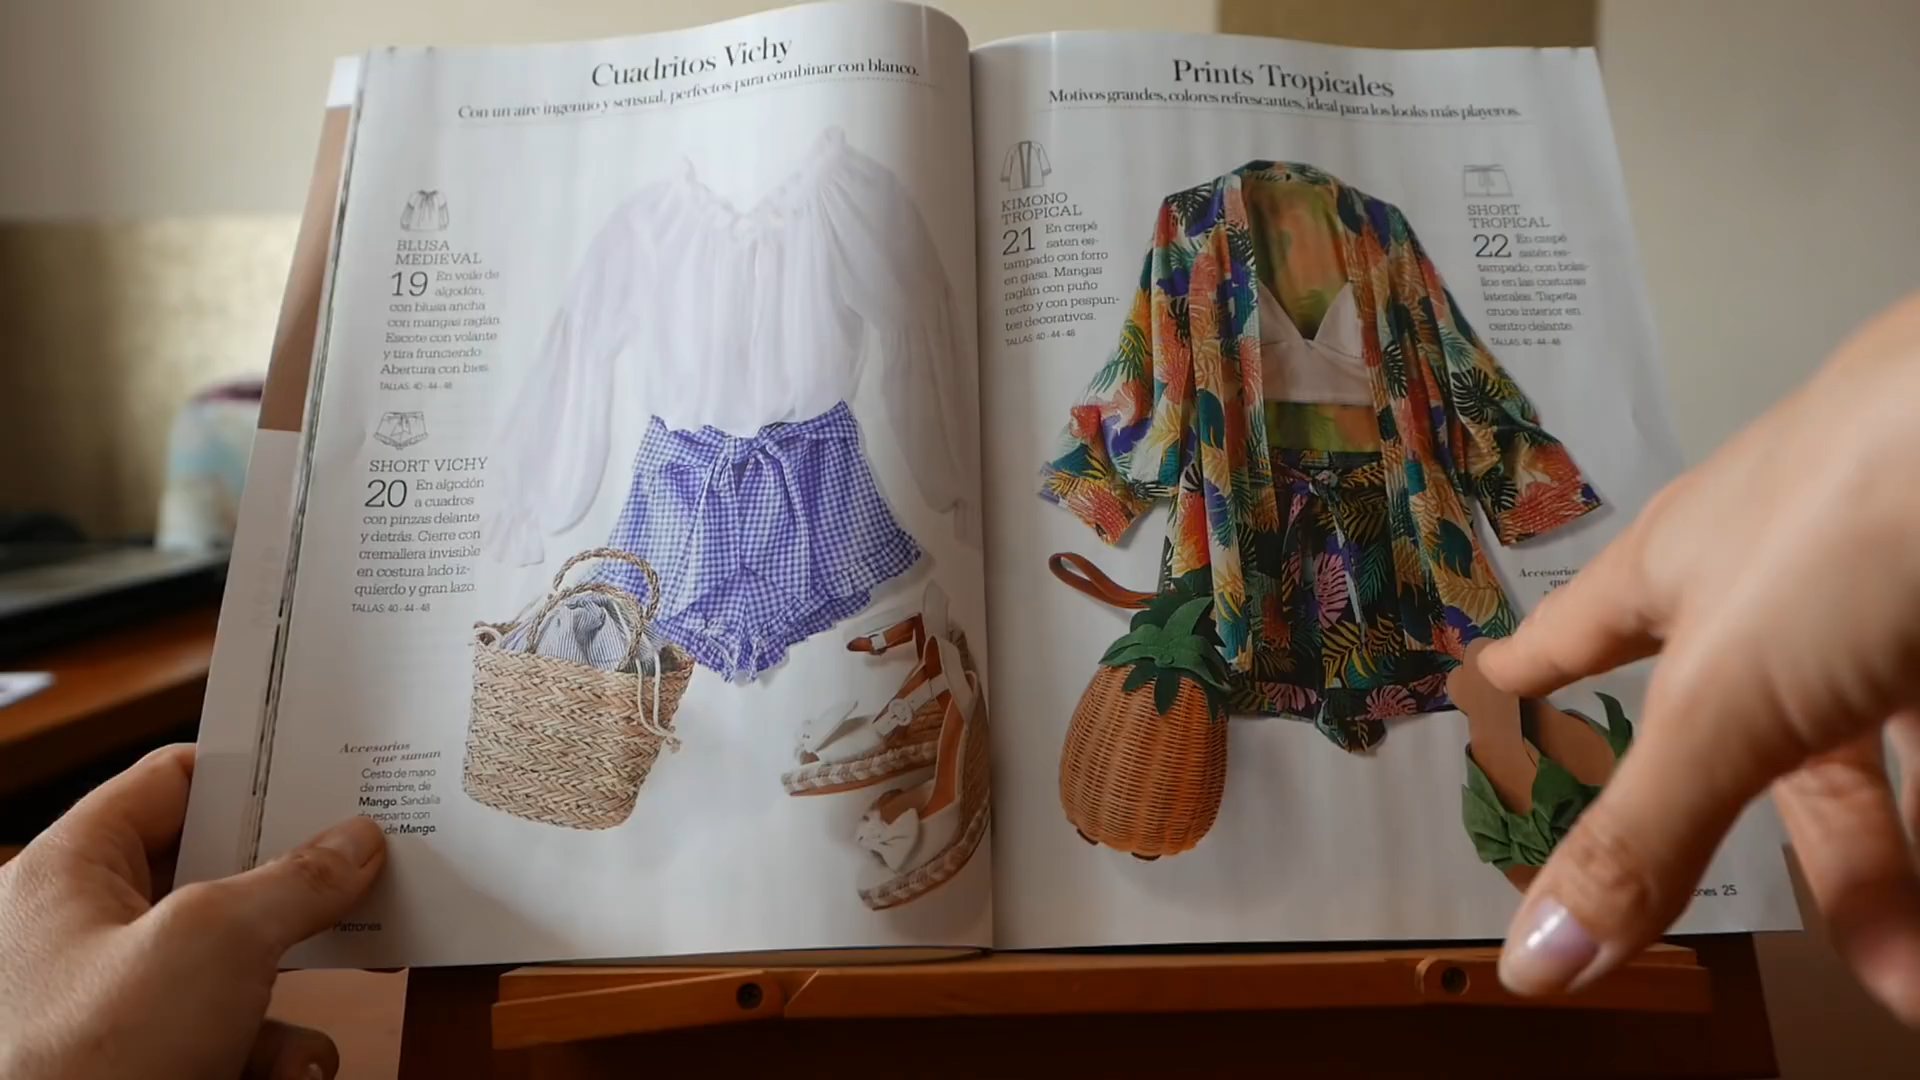 Cuadritos Vichy
Con un aire ingenuo y sensual, perfectos para combinar con blanco.
BLUSA
MEDIEVAL
19 En voile de
algodón,
con blusa ancha
con mangas raglán.
Escote con volante
y tira frunciendo.
Abertura con bies.
TALLAS: 40 - 44 - 48
SHORT VICHY
20 En algodón
a cuadros
con pinzas delante
y detrás. Cierre con
cremallera invisible
en costura lado iz-
quierdo y gran lazo.
TALLAS: 40 - 44 - 48
Accesorios
que suman
Cesto de mano
de mimbre, de
Mango. Sandalia
de esparto con
de Mango.
Patrones
Prints Tropicales
Motivos grandes, colores refrescantes, ideal para los looks más playeros.
KIMONO
TROPICAL
21 En crepé
satén es-
tampado con forro
en gasa. Mangas
raglán con puño
recto y con pespun-
tes decorativos.
TALLAS: 40 - 44 - 48
SHORT
TROPICAL
22 En crepé
satén es-
tampado, con bolsi-
llos en las costuras
laterales. Tapeta
cruce interior en
centro delante.
TALLAS: 40 - 44 - 48
Accesorios
25